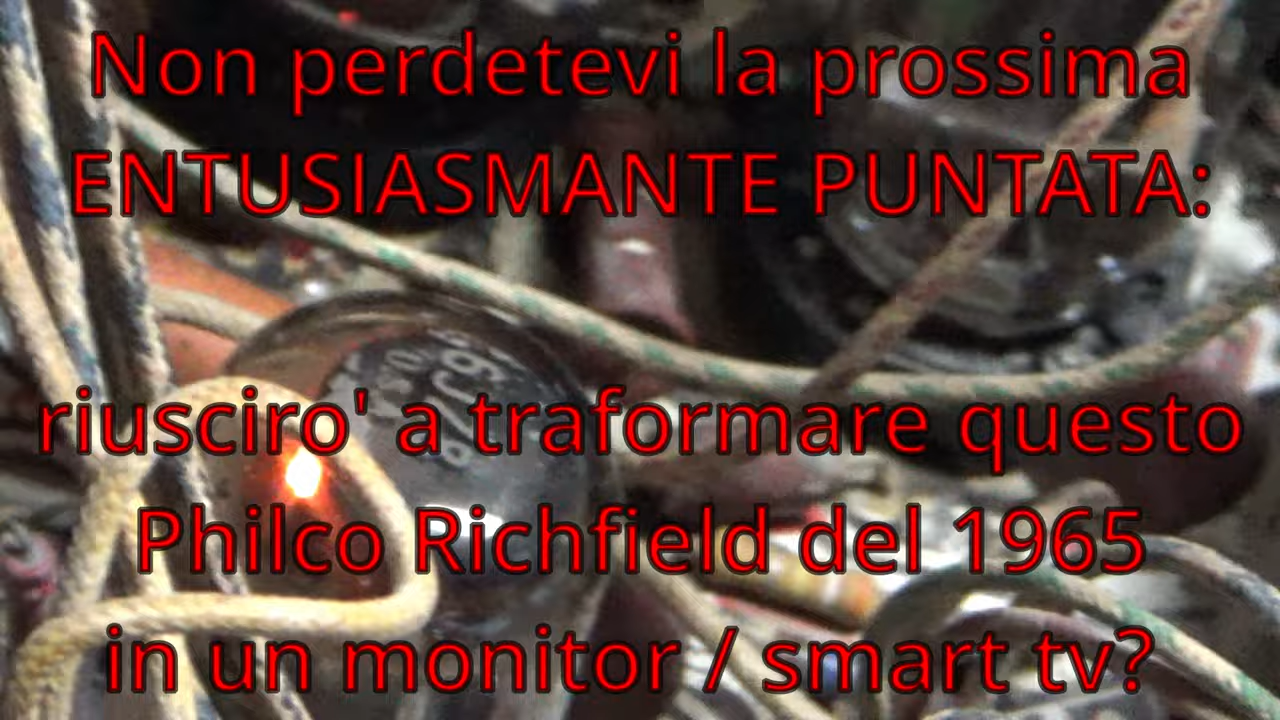 Non perdetevi la prossima
ENTUSIASMANTE PUNTATA:
riusciro' a traformare questo
Philco Richfield del 1965
in un monitor / smart tv?